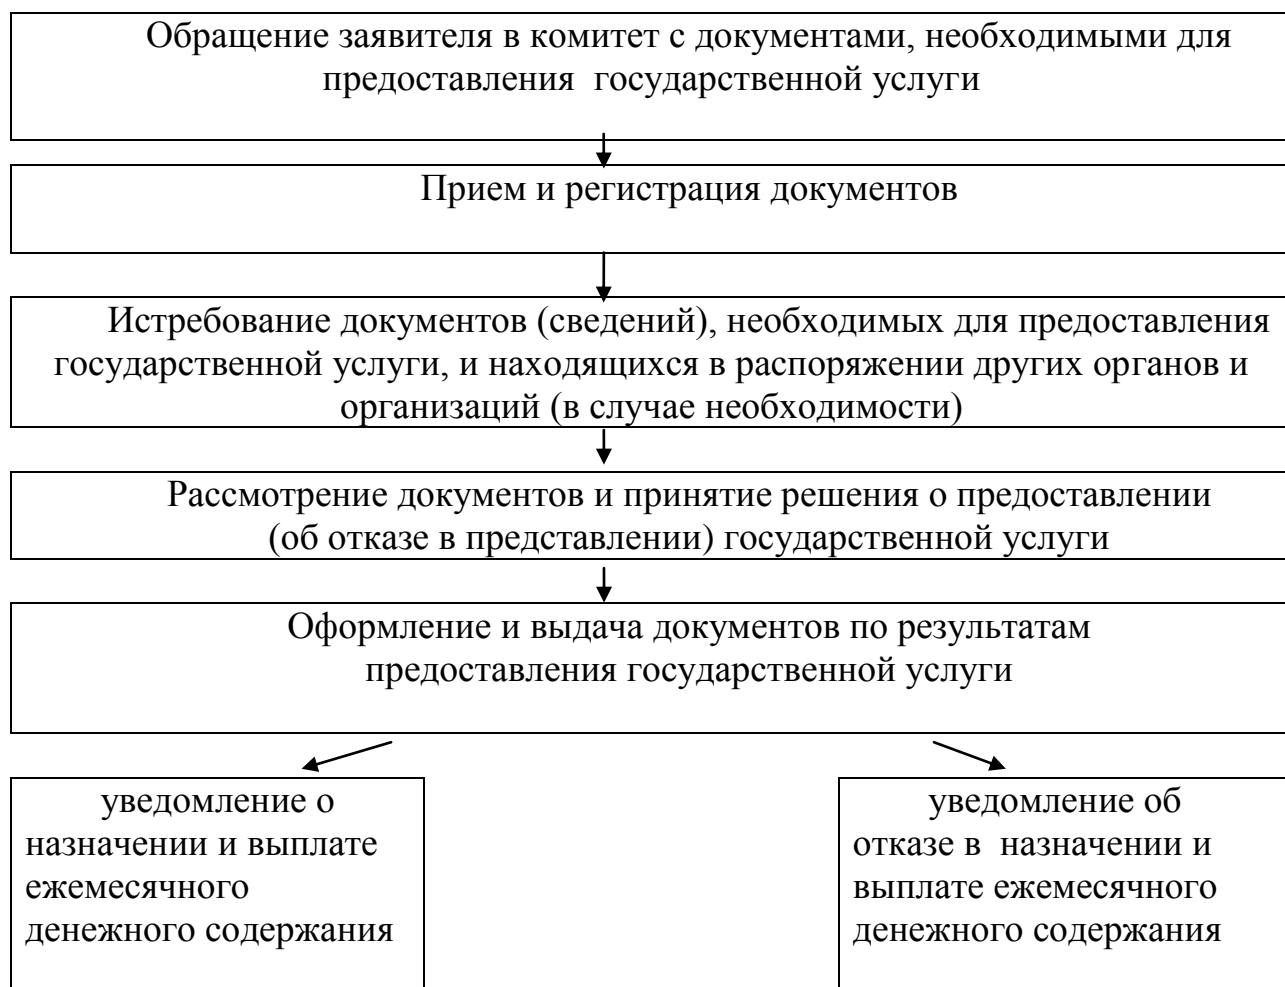 Обращение заявителя в комитет с документами, необходимыми для
предоставления государственной услуги
Прием и регистрация документов
Истребование документов (сведений), необходимых для предоставления
государственной услуги, и находящихся в распоряжении других органов и
организаций (в случае необходимости)
Рассмотрение документов и принятие решения о предоставлении
(об отказе в представлении) государственной услуги
Оформление и выдача документов по результатам
предоставления государственной услуги
уведомление о
назначении и выплате
ежемесячного
денежного содержания
уведомление об
отказе в назначении и
выплате ежемесячного
денежного содержания